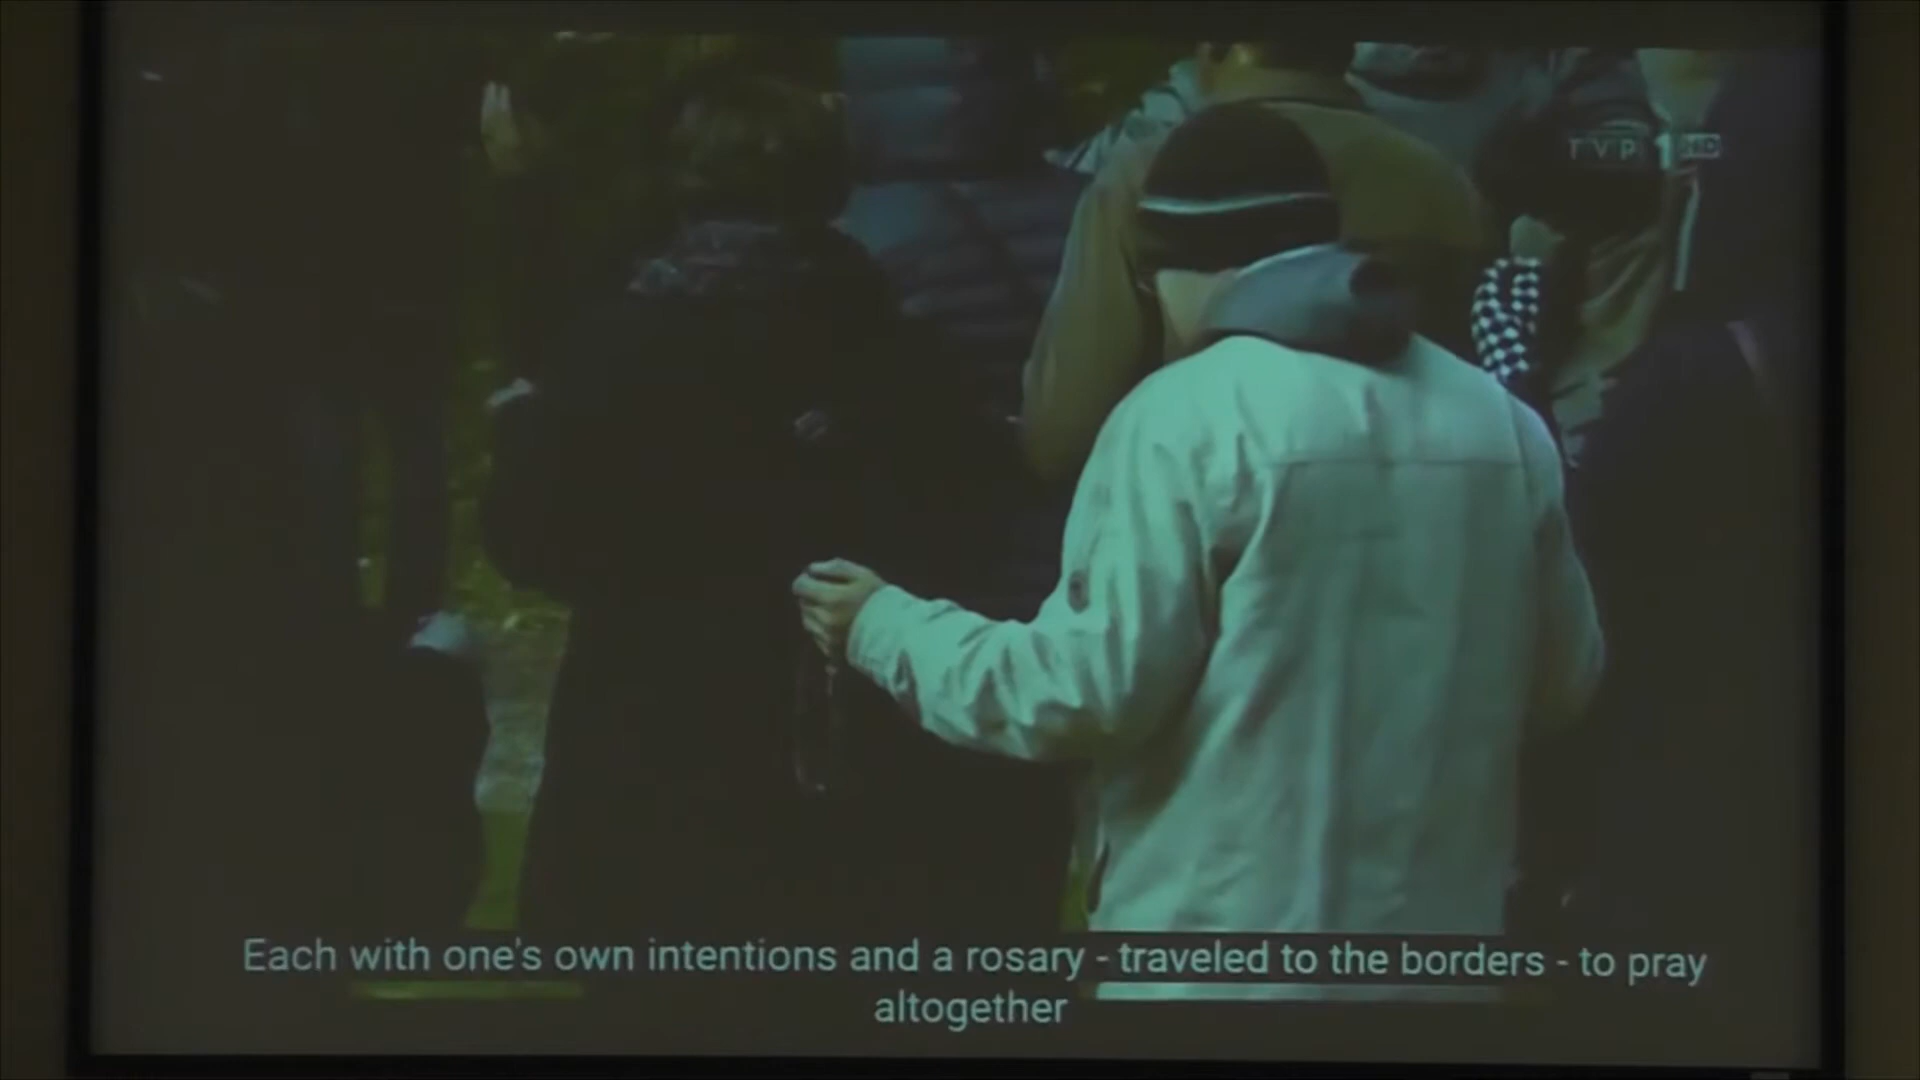 TVP 1 HD
Each with one's own intentions and a rosary - traveled to the borders - to pray
altogether